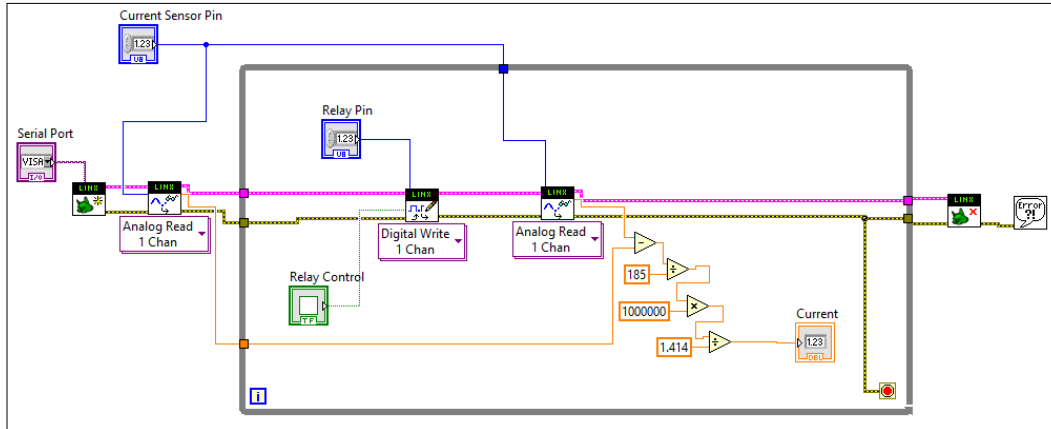 Current Sensor Pin
1.23
U8
Relay Pin
1.23
U8
Serial Port
VISA
I/O
LINX
LINX
LINX
LINX
LINX
Error
?!
Analog Read
1 Chan
Digital Write
1 Chan
Analog Read
1 Chan
Relay Control
TF
185
1000000
1.414
Current
1.23
DBL
i